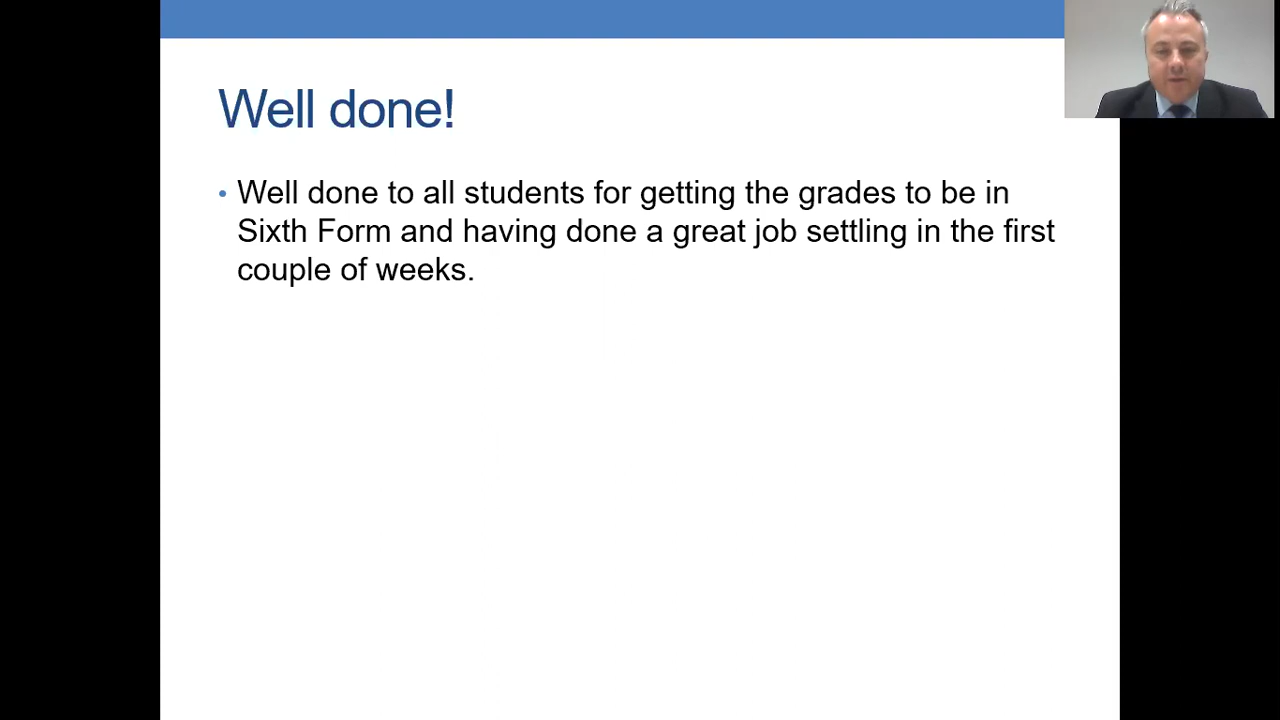 Well done!
• Well done to all students for getting the grades to be in
Sixth Form and having done a great job settling in the first
couple of weeks.